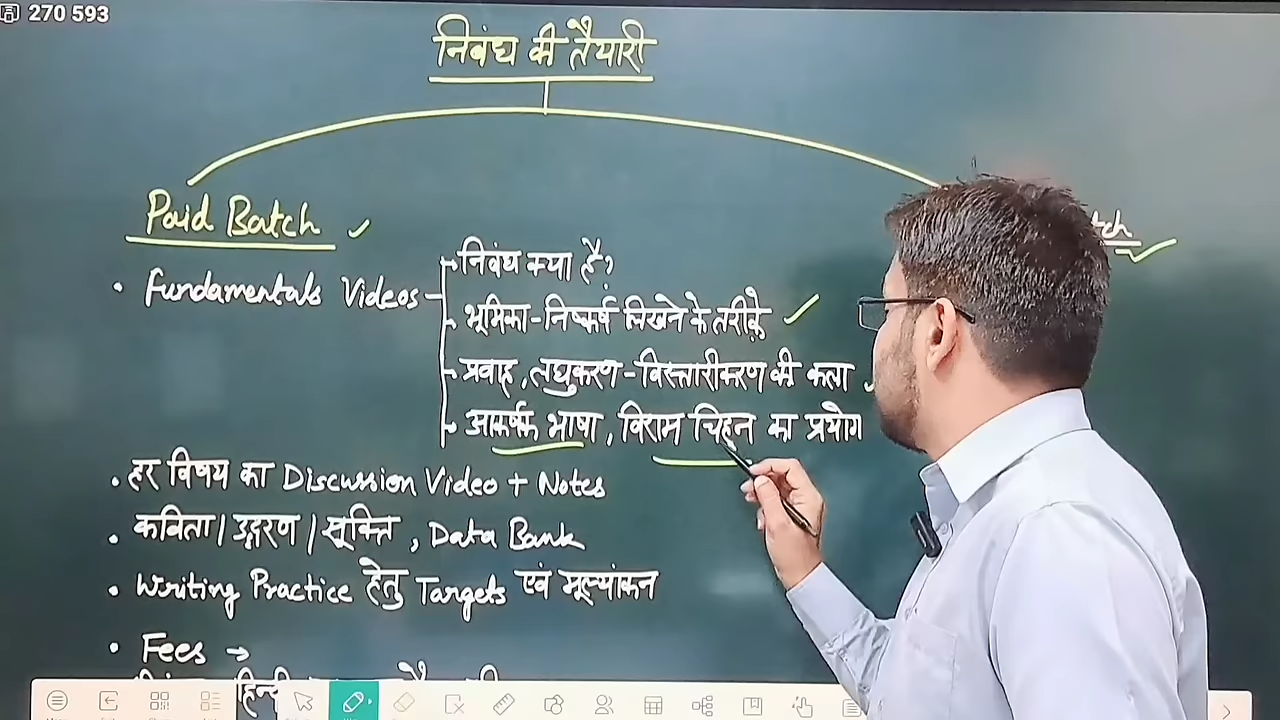 270 593
निबंध की तैयारी
Paid Batch
• Fundamentals Videos
निबंध क्या है?
भूमिका - निष्कर्ष लिखने के तरीके
प्रवाह, लघुकरण - विस्तारीकरण की कला
आकर्षक भाषा, विराम चिह्न का प्रयोग
• हर विषय का Discussion Video + Notes
• कविता / उद्धरण / सूक्ति, Data Bank
• Writing Practice हेतु Targets एवं मूल्यांकन
• Fees →